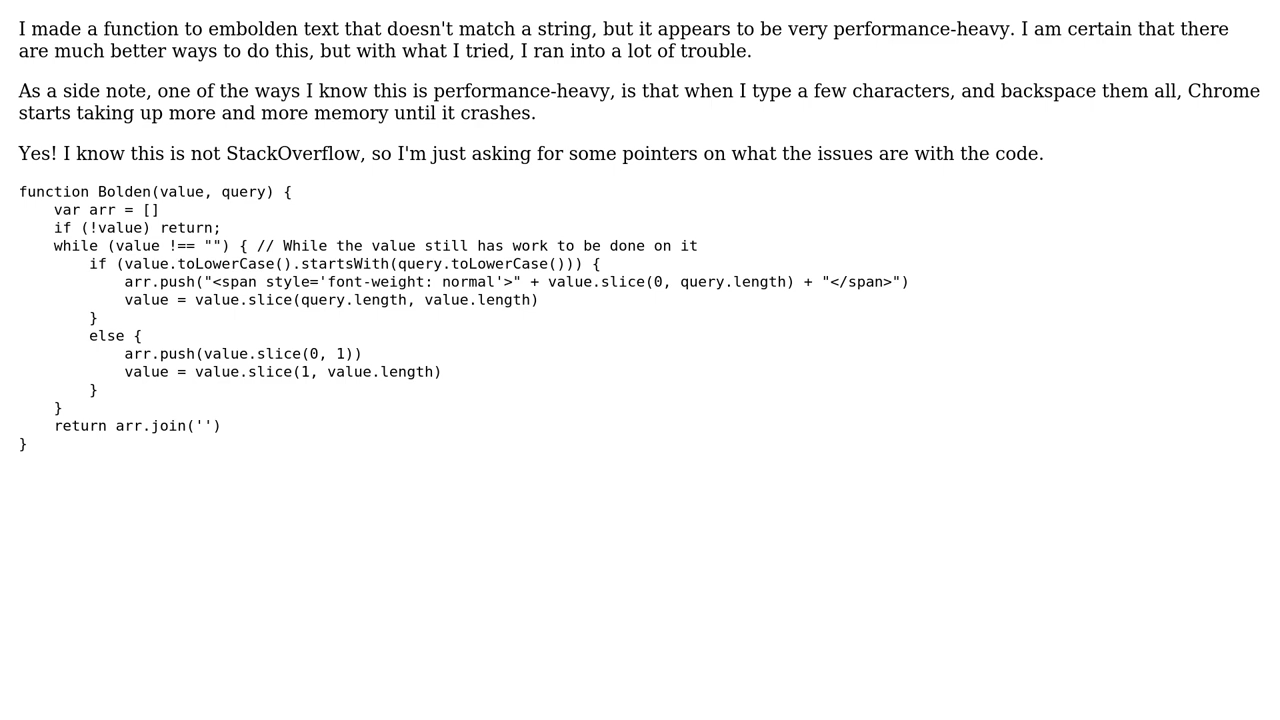 I made a function to embolden text that doesn't match a string, but it appears to be very performance-heavy. I am certain that there
are much better ways to do this, but with what I tried, I ran into a lot of trouble.
As a side note, one of the ways I know this is performance-heavy, is that when I type a few characters, and backspace them all, Chrome
starts taking up more and more memory until it crashes.
Yes! I know this is not StackOverflow, so I'm just asking for some pointers on what the issues are with the code.
function Bolden(value, query) {
    var arr = []
    if (!value) return;
    while (value !== "") { // While the value still has work to be done on it
        if (value.toLowerCase().startsWith(query.toLowerCase())) {
            arr.push("<span style='font-weight: normal'>" + value.slice(0, query.length) + "</span>")
            value = value.slice(query.length, value.length)
        }
        else {
            arr.push(value.slice(0, 1))
            value = value.slice(1, value.length)
        }
    }
    return arr.join('')
}